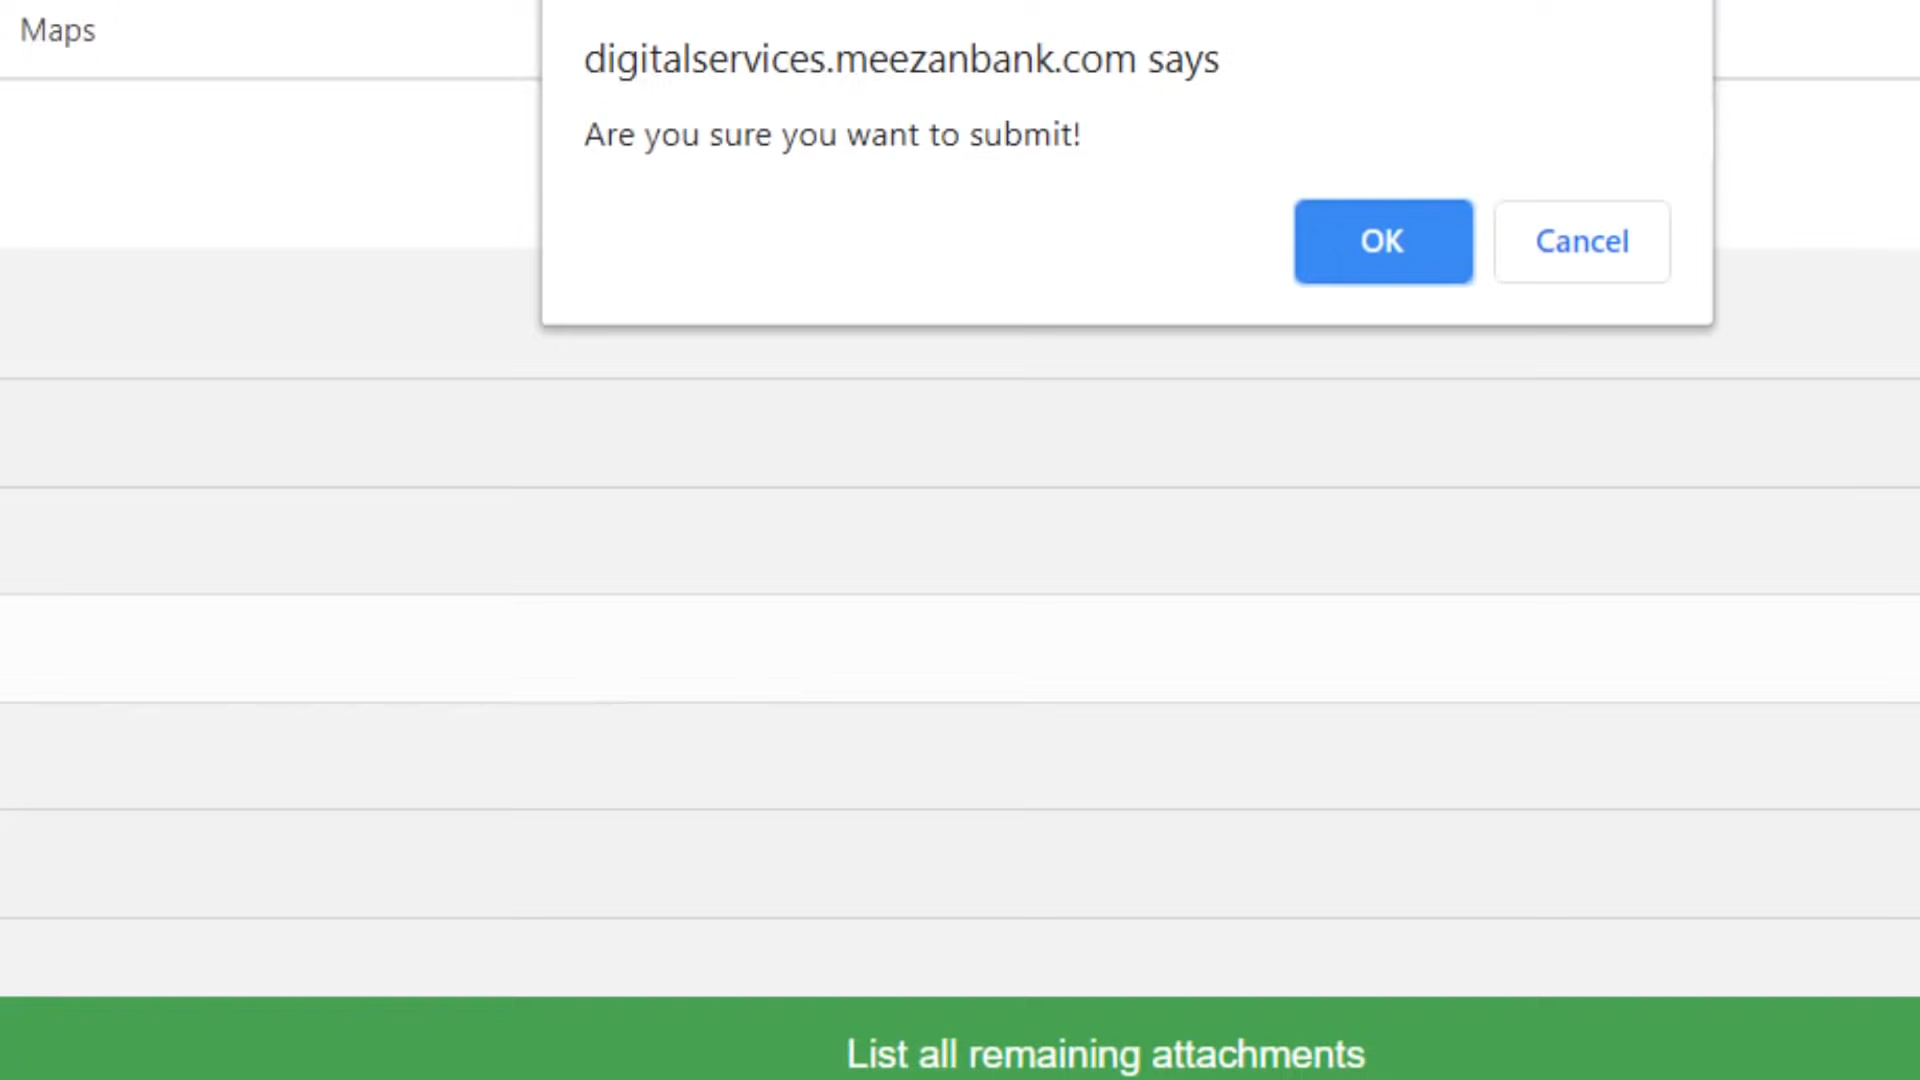 Maps
digitalservices.meezanbank.com says
Are you sure you want to submit!
OK
Cancel
List all remaining attachments